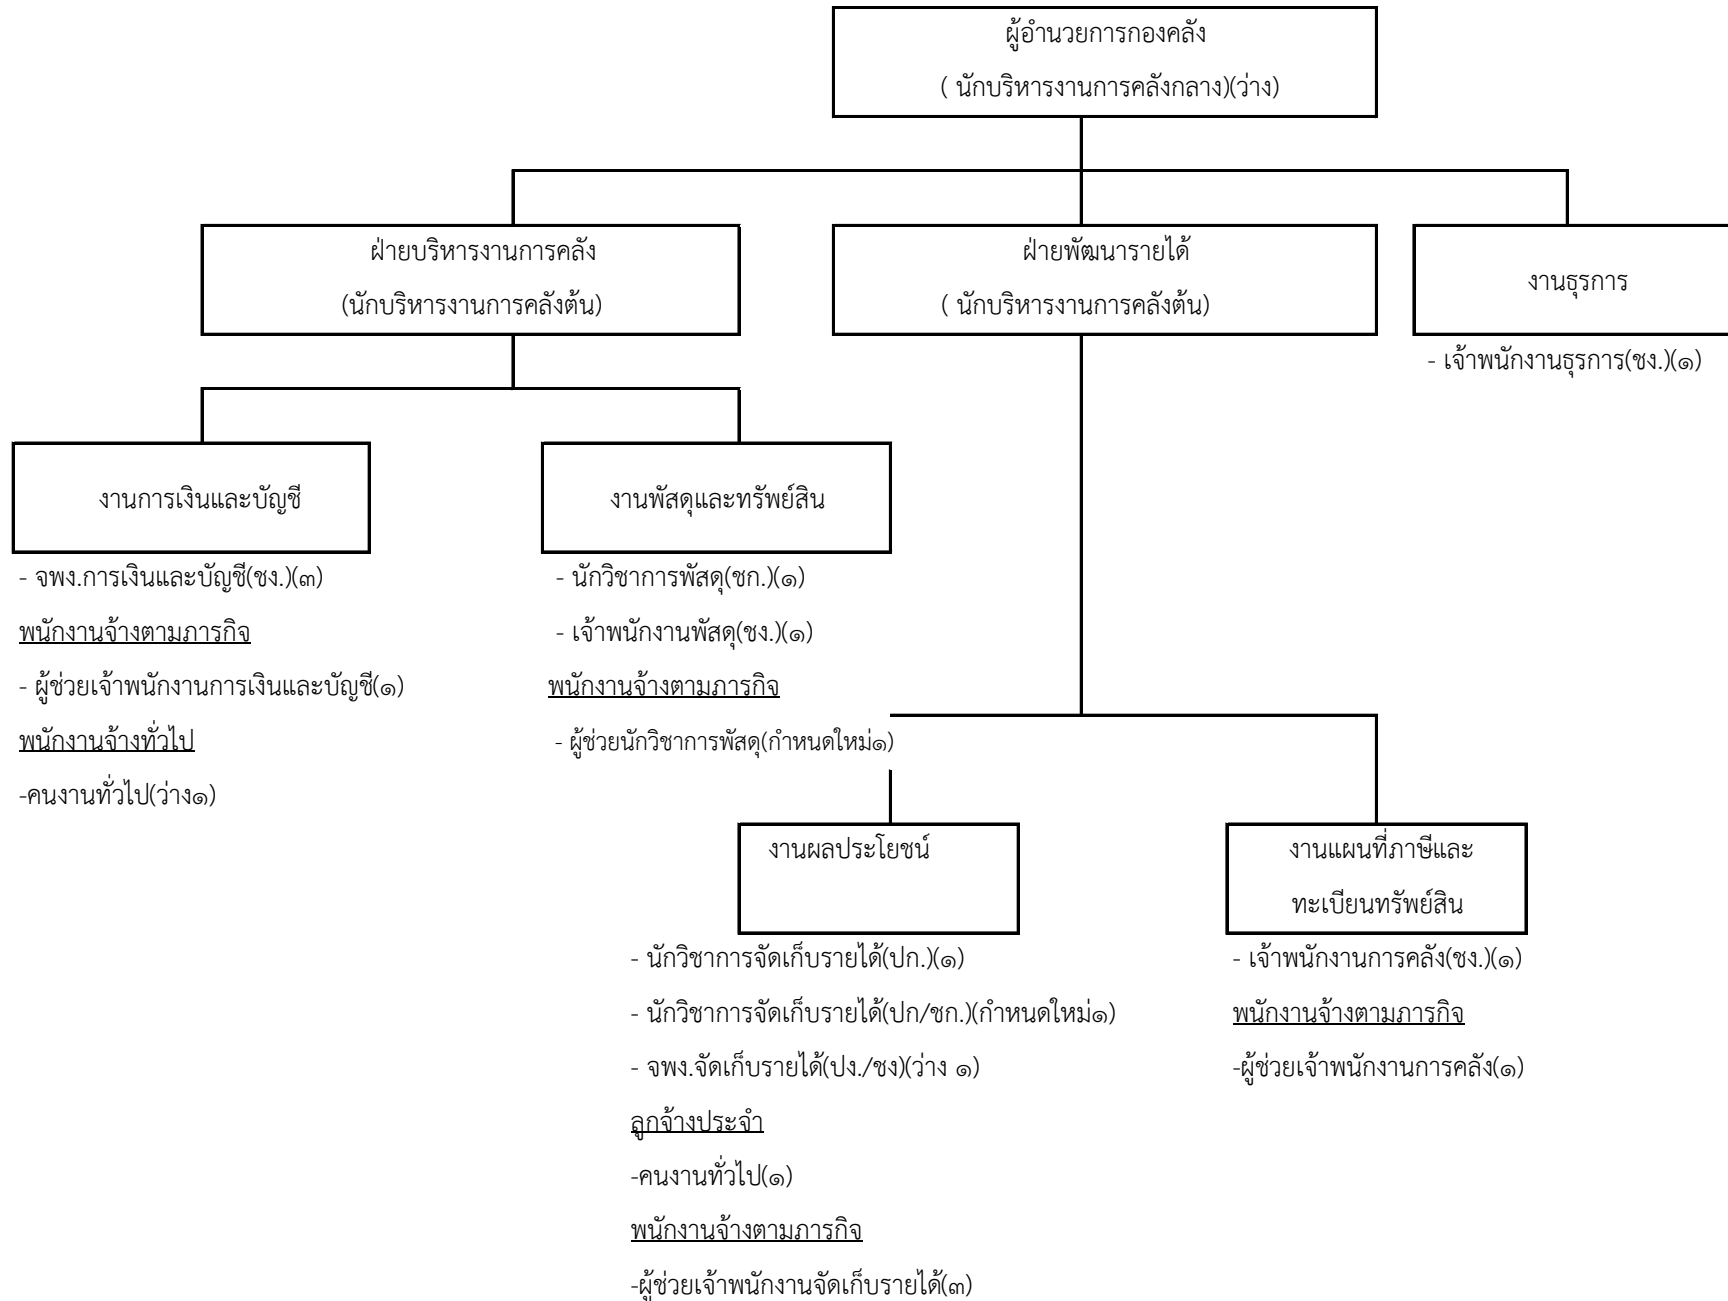 ผู้อำนวยการกองคลัง
( นักบริหารงานการคลังกลาง)(ว่าง)
ฝ่ายบริหารงานการคลัง
(นักบริหารงานการคลังต้น)
ฝ่ายพัฒนารายได้
( นักบริหารงานการคลังต้น)
งานธุรการ
- เจ้าพนักงานธุรการ(ชง.)(๑)
งานการเงินและบัญชี
- จพง.การเงินและบัญชี(ชง.)(๓)
พนักงานจ้างตามภารกิจ
- ผู้ช่วยเจ้าพนักงานการเงินและบัญชี(๑)
พนักงานจ้างทั่วไป
-คนงานทั่วไป(ว่าง๑)
งานพัสดุและทรัพย์สิน
- นักวิชาการพัสดุ(ชก.)(๑)
- เจ้าพนักงานพัสดุ(ชง.)(๑)
พนักงานจ้างตามภารกิจ
- ผู้ช่วยนักวิชาการพัสดุ(กำหนดใหม่๑)
งานผลประโยชน์
- นักวิชาการจัดเก็บรายได้(ปก.)(๑)
- นักวิชาการจัดเก็บรายได้(ปก/ชก.)(กำหนดใหม่๑)
- จพง.จัดเก็บรายได้(ปง./ชง)(ว่าง ๑)
ลูกจ้างประจำ
-คนงานทั่วไป(๑)
พนักงานจ้างตามภารกิจ
-ผู้ช่วยเจ้าพนักงานจัดเก็บรายได้(๓)
งานแผนที่ภาษีและ
ทะเบียนทรัพย์สิน
- เจ้าพนักงานการคลัง(ชง.)(๑)
พนักงานจ้างตามภารกิจ
-ผู้ช่วยเจ้าพนักงานการคลัง(๑)